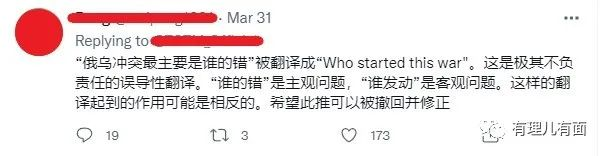 · Mar 31
Replying to
“俄乌冲突最主要是谁的错”被翻译成“Who started this war"。这是极其不负
责任的误导性翻译。“谁的错”是主观问题，“谁发动”是客观问题。这样的翻
译起到的作用可能是相反的。希望此推可以被撤回并修正
19
3
173
有理儿有面